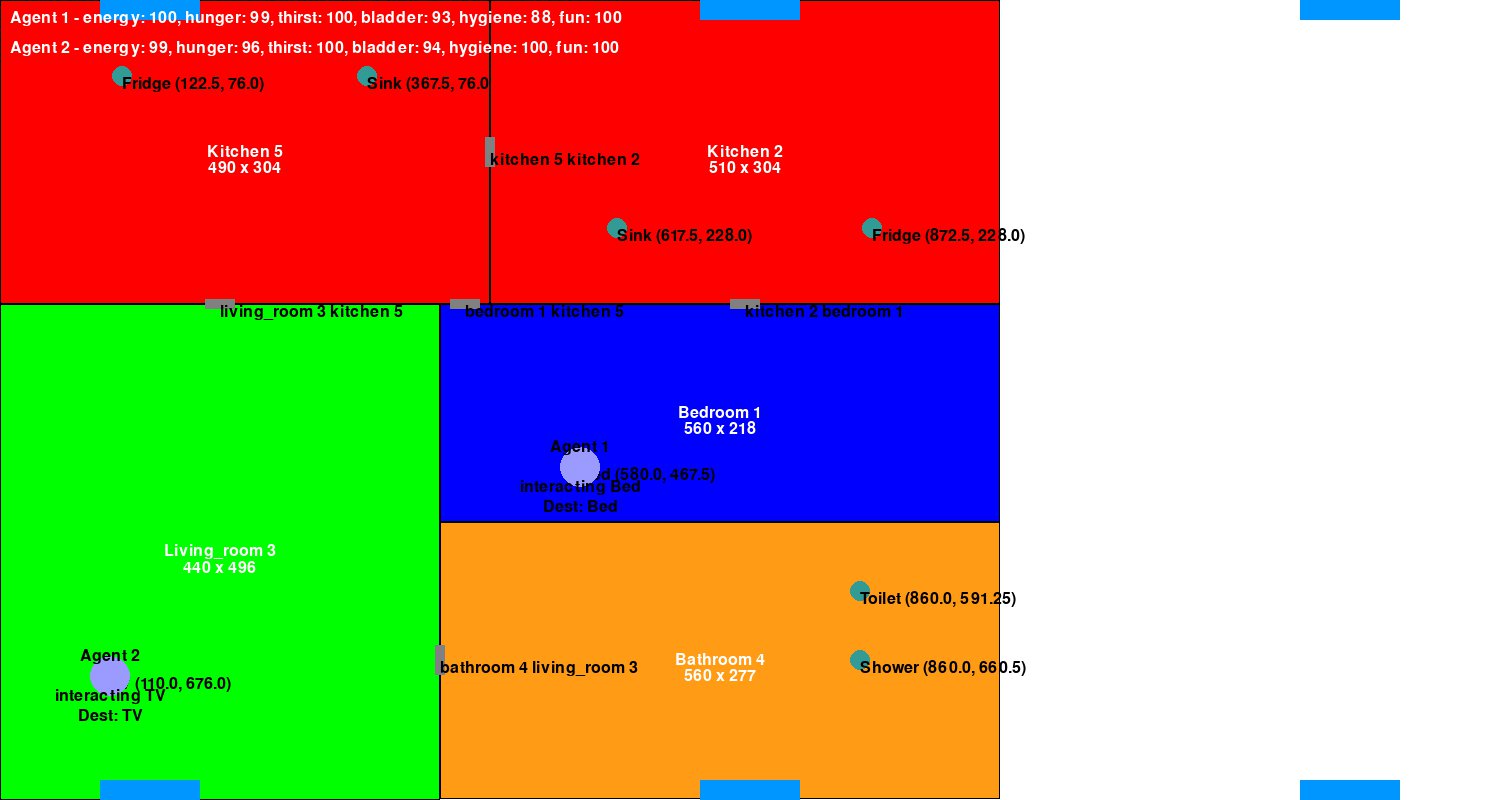 Agent 1 - energy: 100, hunger: 99, thirst: 100, bladder: 93, hygiene: 88, fun: 100
Agent 2 - energy: 99, hunger: 96, thirst: 100, bladder: 94, hygiene: 100, fun: 100
Fridge (122.5, 76.0)
Sink (367.5, 76.0
Kitchen 5
490 x 304
kitchen 5 kitchen 2
Kitchen 2
510 x 304
Sink (617.5, 228.0)
Fridge (872.5, 228.0)
living_room 3 kitchen 5
bedroom 1 kitchen 5
kitchen 2 bedroom 1
Bedroom 1
560 x 218
Agent 1
(580.0, 467.5)
interacting Bed
Dest: Bed
Living_room 3
440 x 496
Toilet (860.0, 591.25)
Agent 2
(110.0, 676.0)
interacting TV
Dest: TV
bathroom 4 living_room 3
Bathroom 4
560 x 277
Shower (860.0, 660.5)